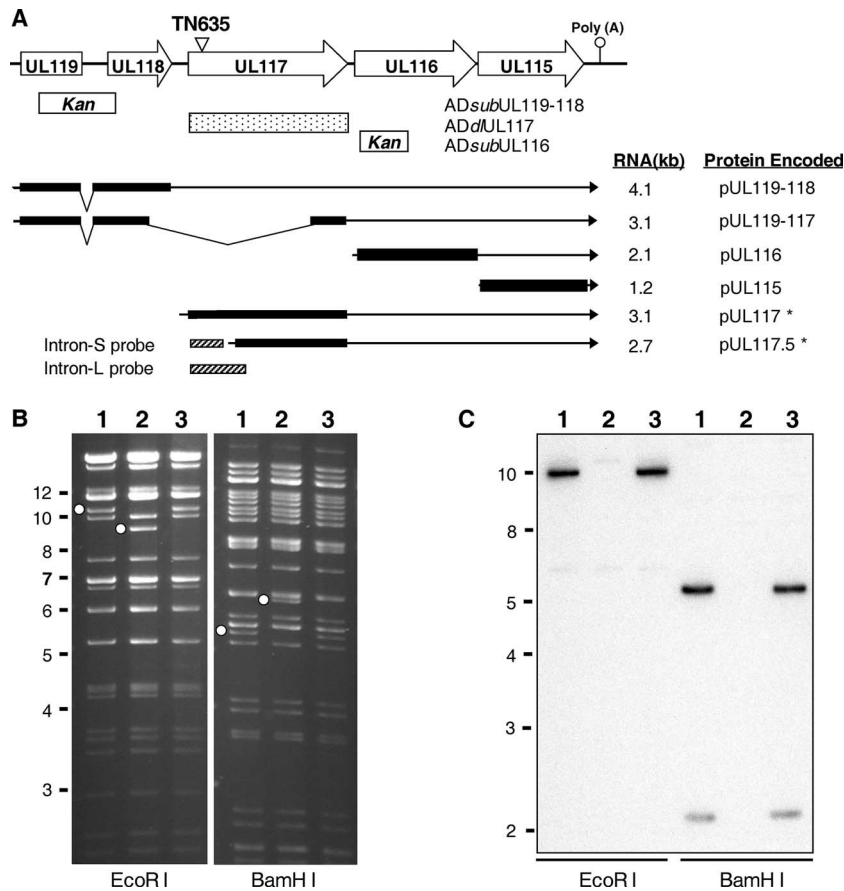 A
TN635
Poly (A)
UL119 UL118 UL117 UL116 UL115
Kan
Kan
ADsubUL119-118
ADdlUL117
ADsubUL116
RNA(kb) Protein Encoded
4.1 pUL119-118
3.1 pUL119-117
2.1 pUL116
1.2 pUL115
3.1 pUL117 *
Intron-S probe 2.7 pUL117.5 *
Intron-L probe
B
1 2 3 1 2 3
12
10
8
7
6
5
4
3
EcoR I BamH I
C
1 2 3 1 2 3
10
8
5
4
3
2
EcoR I BamH I